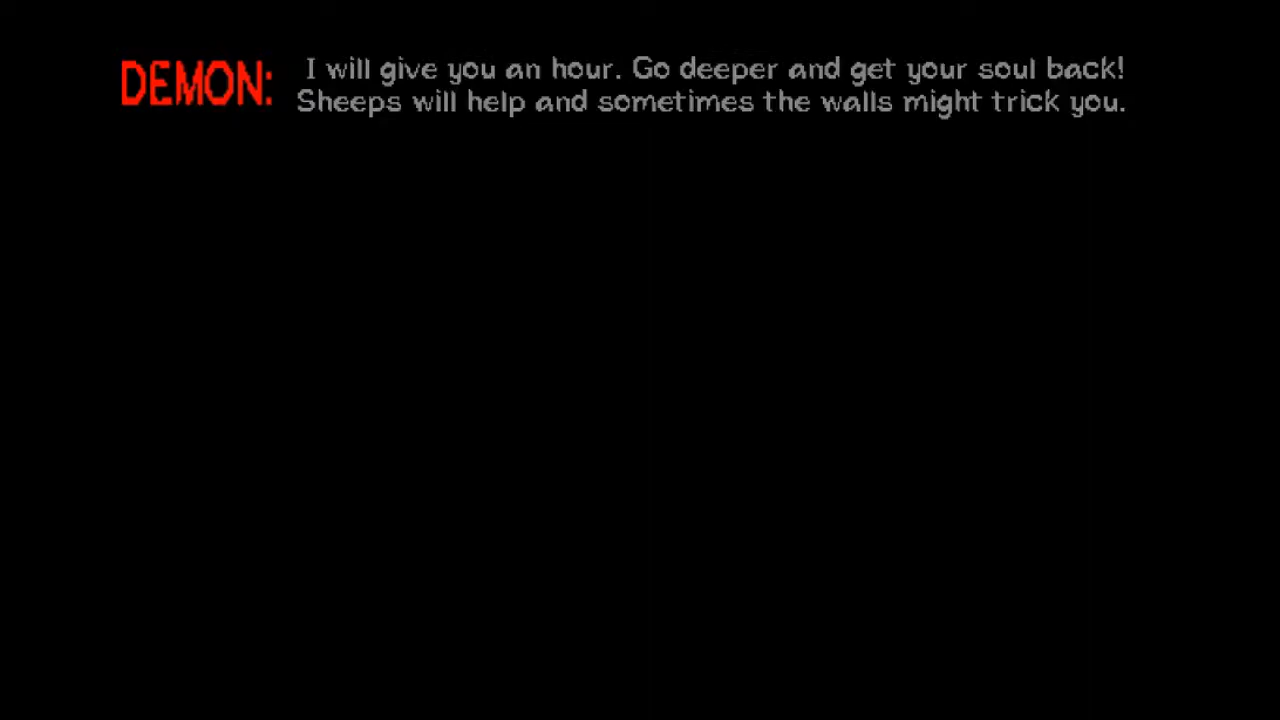 DEMON: I will give you an hour. Go deeper and get your soul back!
Sheeps will help and sometimes the walls might trick you.